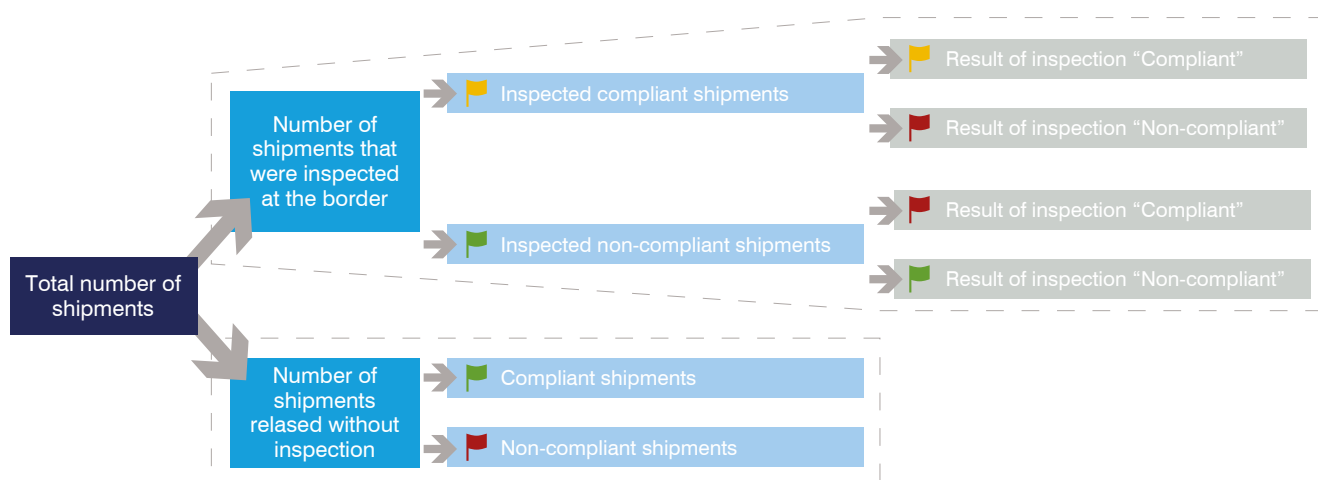 Total number of
shipments
Number of
shipments that
were inspected
at the border
Inspected compliant shipments
Result of inspection “Compliant”
Result of inspection “Non-compliant”
Inspected non-compliant shipments
Result of inspection “Compliant”
Result of inspection “Non-compliant”
Number of
shipments
relased without
inspection
Compliant shipments
Non-compliant shipments